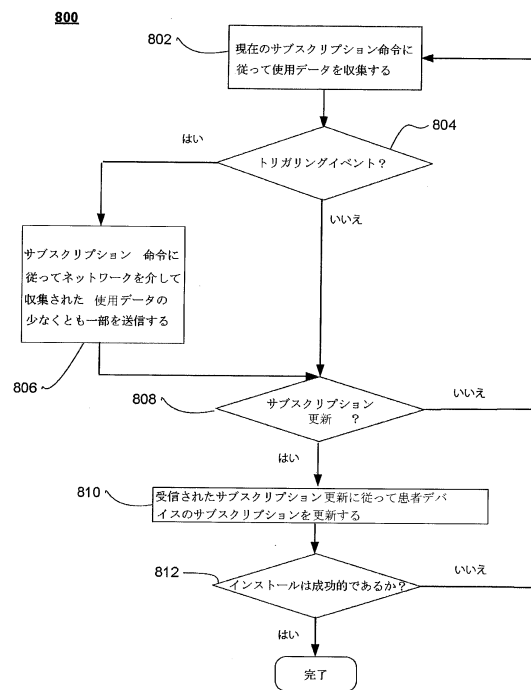 800
802
現在のサブスクリプション命令に
従って使用データを収集する
804
はい
トリガリングイベント？
いいえ
サブスクリプション 命令に
従ってネットワークを介して
収集された 使用データの
少なくとも一部を送信する
806
808
サブスクリプション
更新 ？
いいえ
はい
810
受信されたサブスクリプション更新に従って患者デバ
イスのサブスクリプションを更新する
812
インストールは成功的であるか？
いいえ
はい
完了